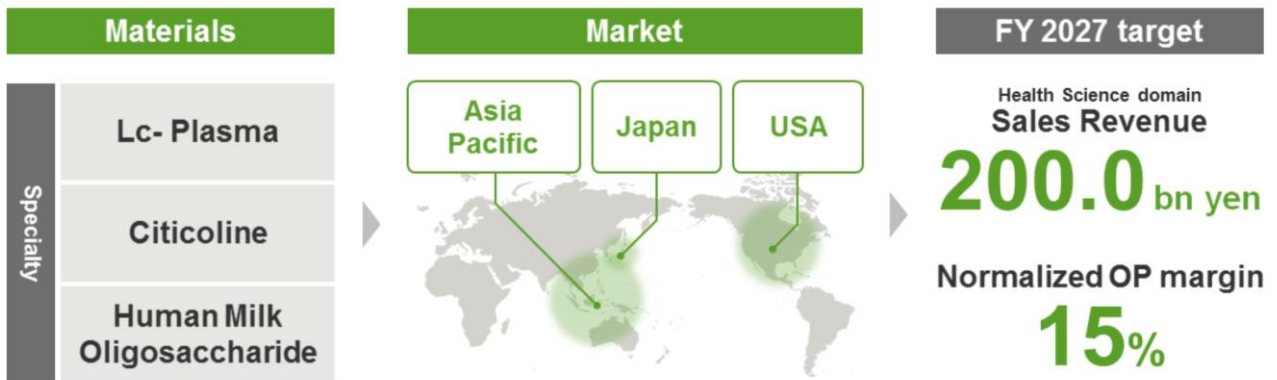 Materials
Specialty
Lc- Plasma
Citicoline
Human Milk
Oligosaccharide
Market
Asia
Pacific
Japan
USA
FY 2027 target
Health Science domain
Sales Revenue
200.0 bn yen
Normalized OP margin
15%